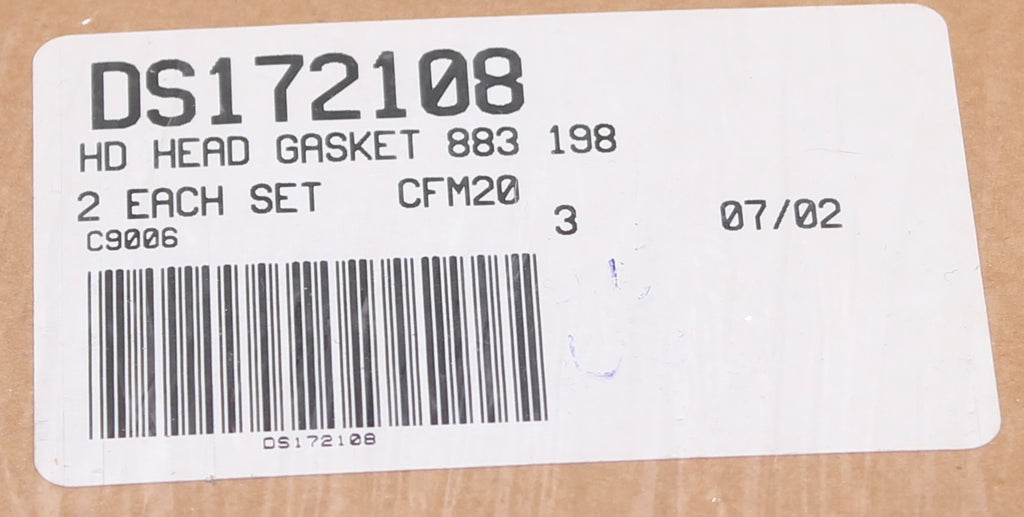 DS172108
HD HEAD GASKET 883 198
2 EACH SET CFM20
3 07/02
C9006
DS172108